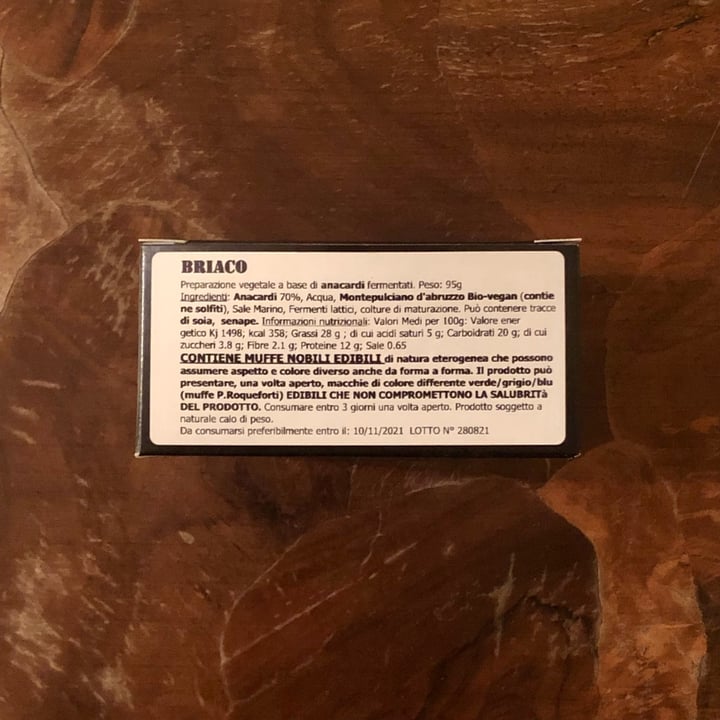 BRIACO
Preparazione vegetale a base di anacardi fermentati. Peso: 95g
Ingredienti: Anacardi 70%, Acqua, Montepulciano d'abruzzo Bio-vegan (contie
ne solfiti), Sale Marino, Fermenti lattici, colture di maturazione. Può contenere tracce
di soia, senape. Informazioni nutrizionali: Valori Medi per 100g: Valore ener
getico Kj 1498, kcal 358; Grassi 28 g ; di cui acidi saturi 5 g; Carboidrati 20 g; di cui
zuccheri 3.8 g; Fibre 2.1 g; Proteine 12 g; Sale 0.65
CONTIENE MUFFE NOBILI EDIBILI di natura eterogenea che possono
assumere aspetto e colore diverso anche da forma a forma. Il prodotto può
presentare, una volta aperto, macchie di colore differente verde/grigio/blu
(muffe P.Roqueforti) EDIBILI CHE NON COMPROMETTONO LA SALUBRITà
DEL PRODOTTO. Consumare entro 3 giorni una volta aperto. Prodotto soggetto a
naturale calo di peso.
Da consumarsi preferibilmente entro il: 10/11/2021 LOTTO N° 280821